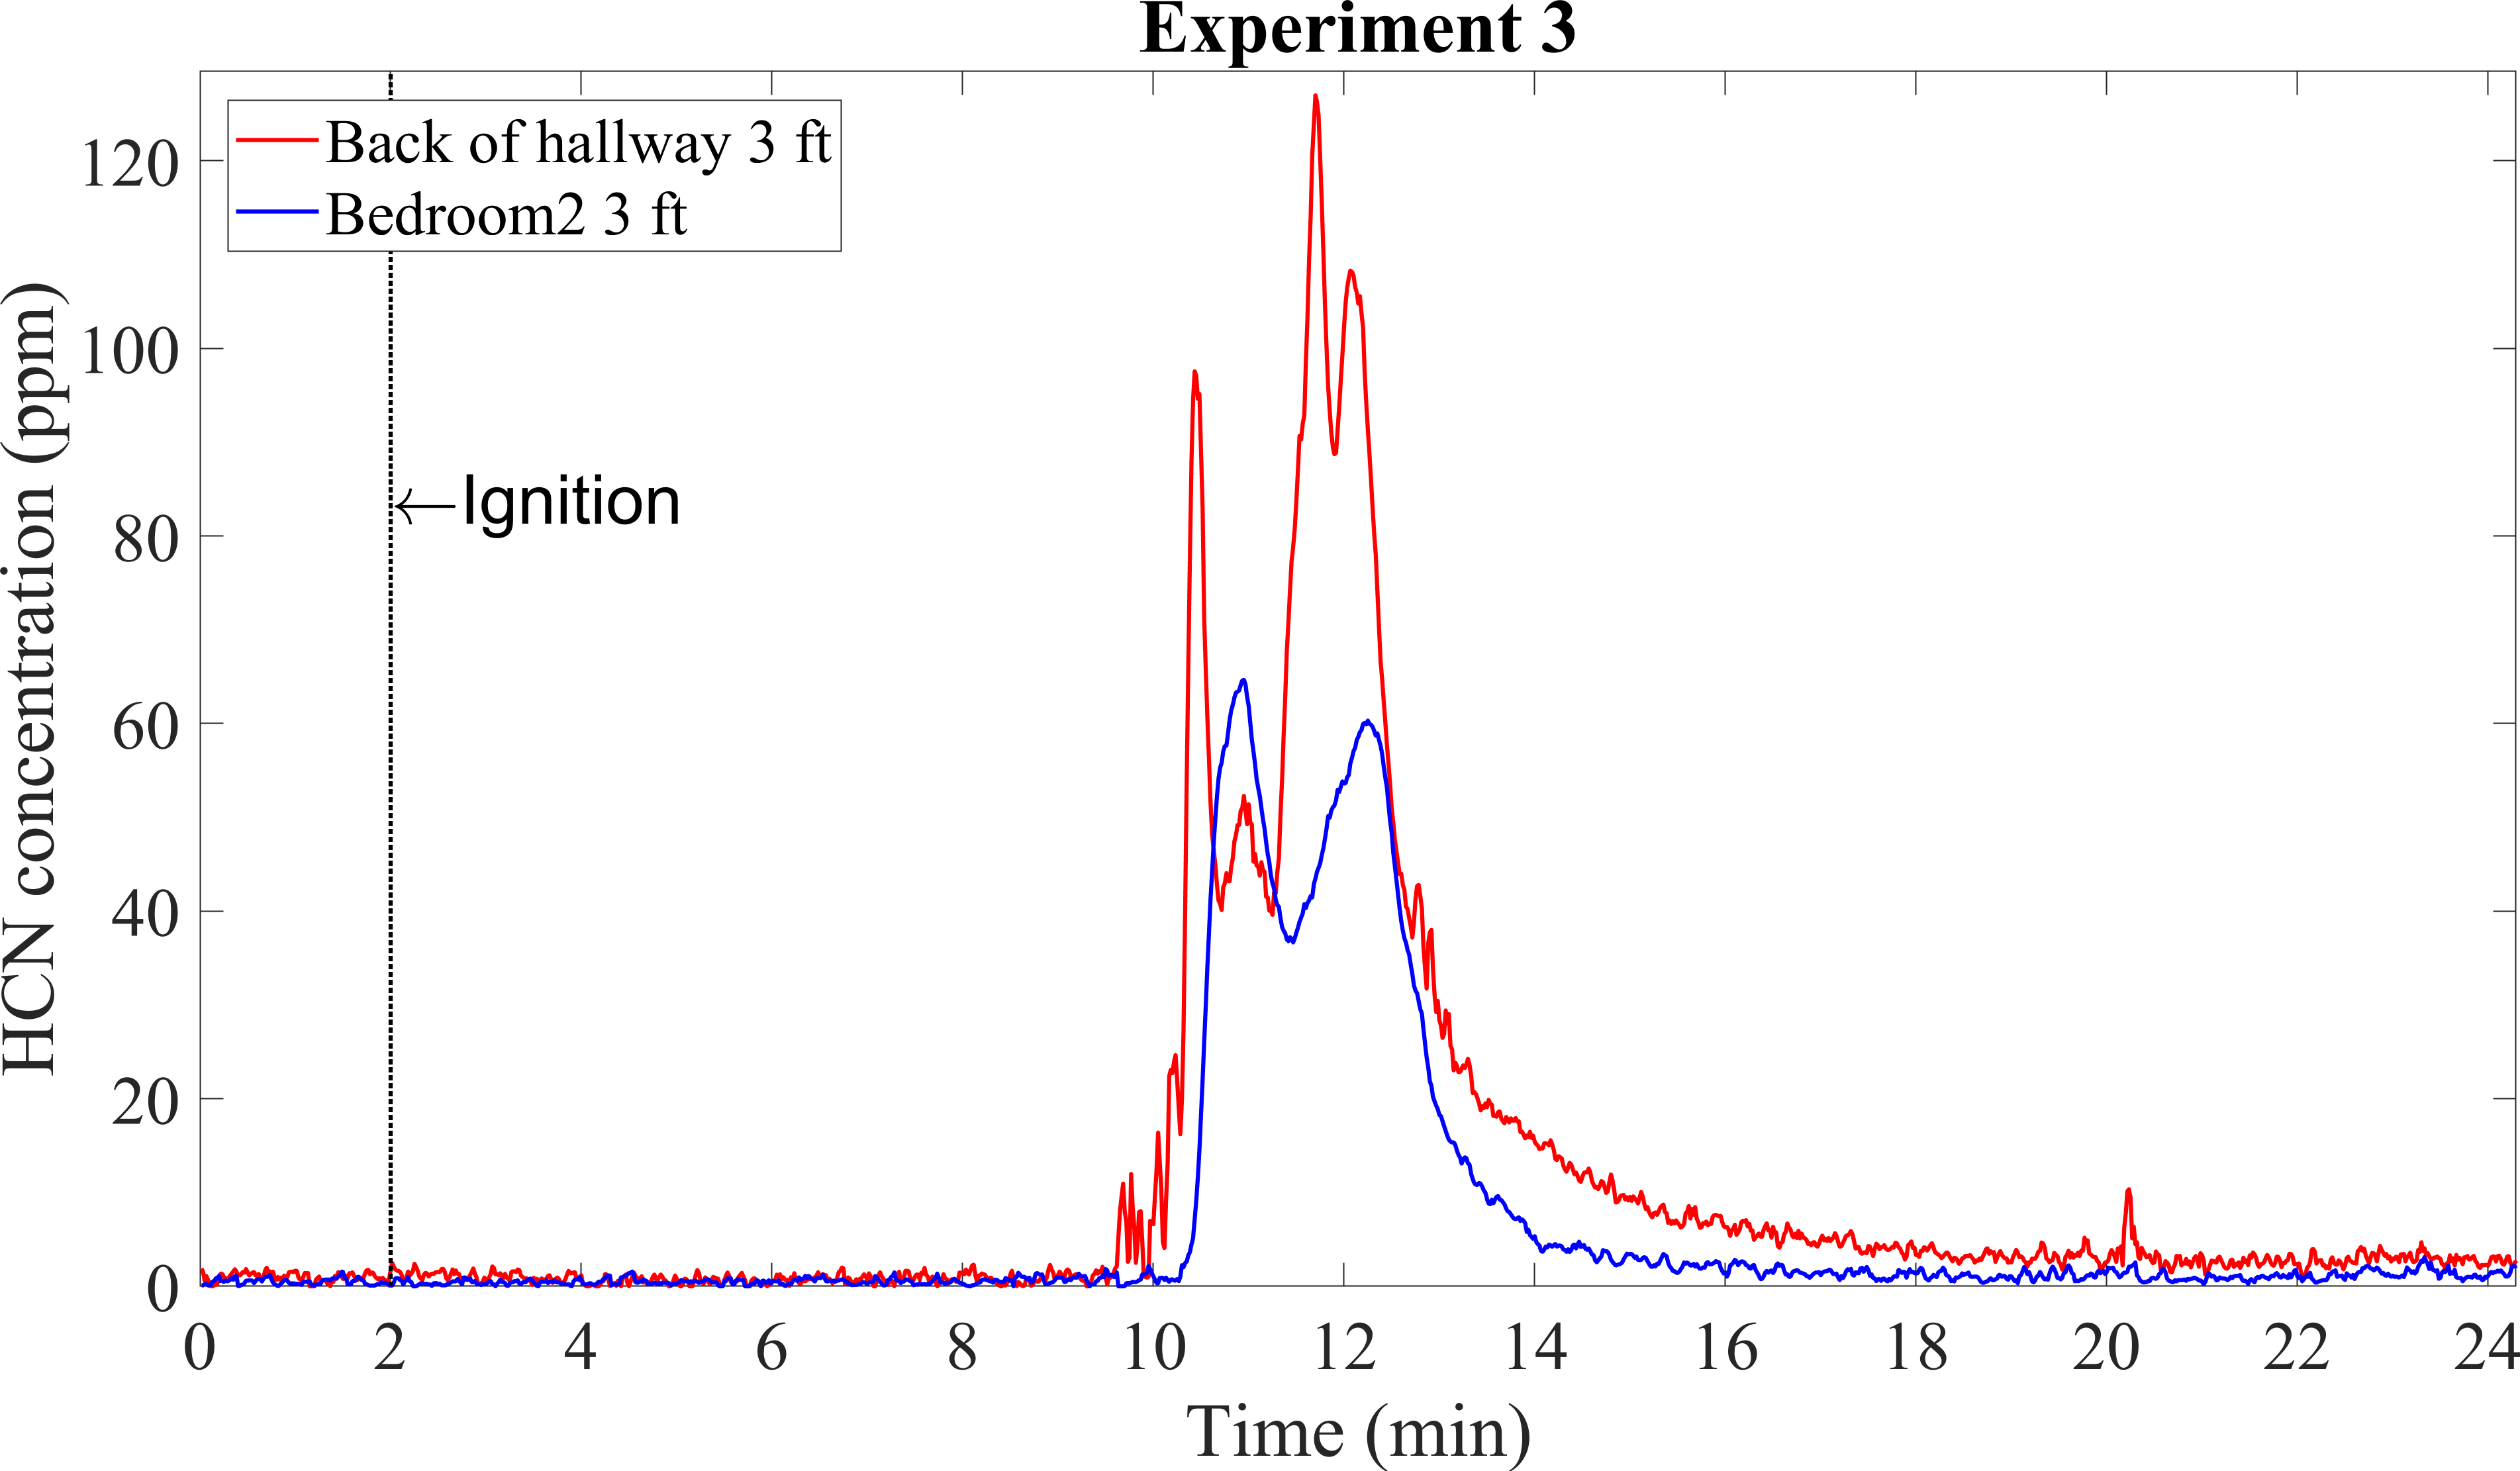 Experiment 3
Back of hallway 3 ft
Bedroom2 3 ft
←Ignition
HCN concentration (ppm)
120
100
80
60
40
20
0
0 2 4 6 8 10 12 14 16 18 20 22 24
Time (min)